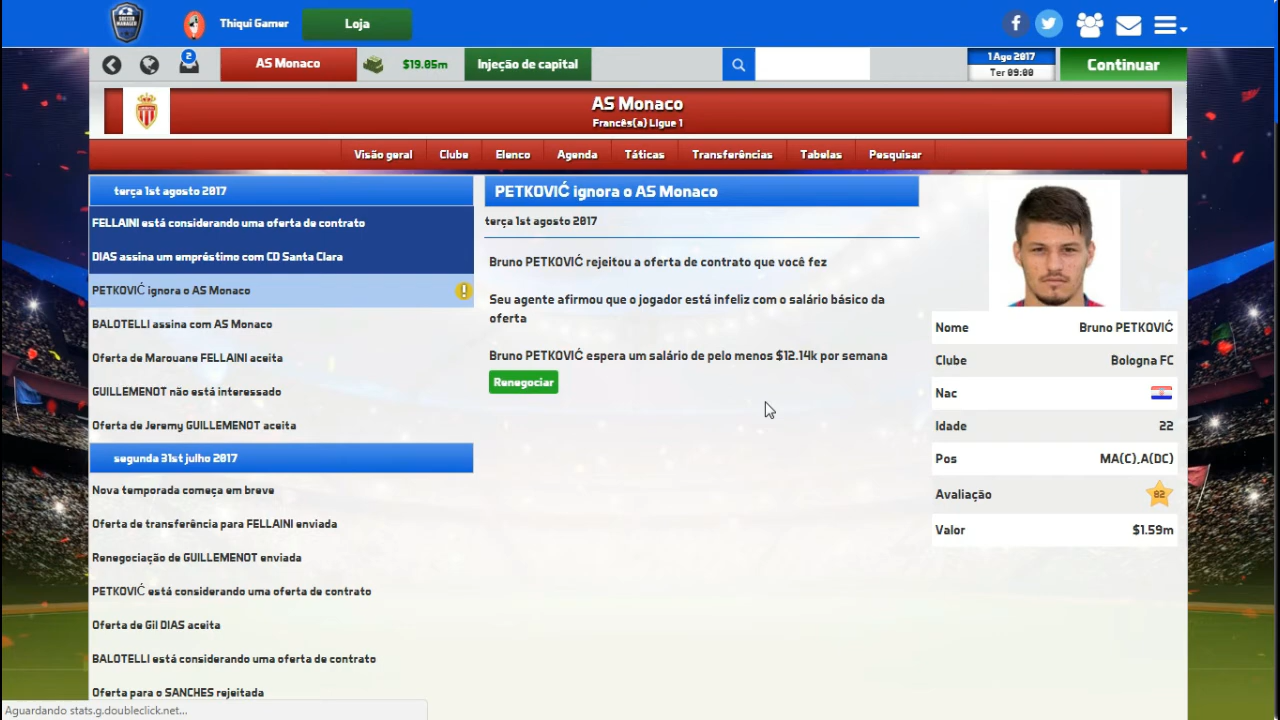 SOCCER MANAGER
Thiqui Gamer
Loja
2
AS Monaco
$19.05m
Injeção de capital
1 Ago 2017
Ter 09:00
Continuar
AS Monaco
Francês(a) Ligue 1
Visão geral
Clube
Elenco
Agenda
Táticas
Transferências
Tabelas
Pesquisar
terça 1st agosto 2017
FELLAINI está considerando uma oferta de contrato
DIAS assina um empréstimo com CD Santa Clara
PETKOVIĆ ignora o AS Monaco
BALOTELLI assina com AS Monaco
Oferta de Marouane FELLAINI aceita
GUILLEMENOT não está interessado
Oferta de Jeremy GUILLEMENOT aceita
segunda 31st julho 2017
Nova temporada começa em breve
Oferta de transferência para FELLAINI enviada
Renegociação de GUILLEMENOT enviada
PETKOVIĆ está considerando uma oferta de contrato
Oferta de Gil DIAS aceita
BALOTELLI está considerando uma oferta de contrato
Oferta para o SANCHES rejeitada
PETKOVIĆ ignora o AS Monaco
terça 1st agosto 2017
Bruno PETKOVIĆ rejeitou a oferta de contrato que você fez
Seu agente afirmou que o jogador está infeliz com o salário básico da
oferta
Bruno PETKOVIĆ espera um salário de pelo menos $12.14k por semana
Renegociar
Nome Bruno PETKOVIĆ
Clube Bologna FC
Nac
Idade 22
Pos MA(C),A(DC)
Avaliação 82
Valor $1.59m
Aguardando stats.g.doubleclick.net...